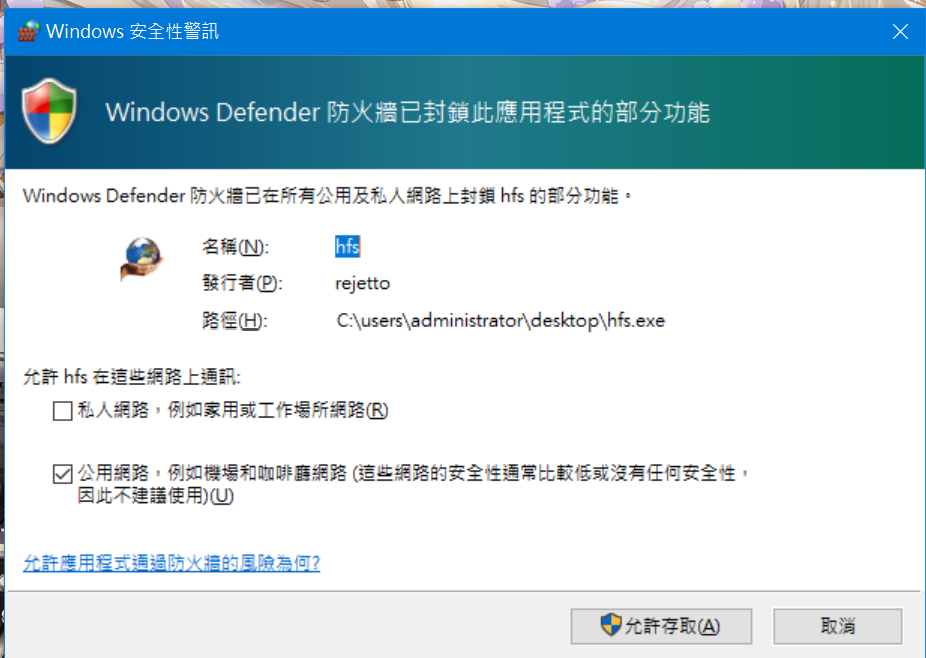 Windows 安全性警訊
Windows Defender 防火牆已封鎖此應用程式的部分功能
Windows Defender 防火牆已在所有公用及私人網路上封鎖 hfs 的部分功能。
名稱(N): hfs
發行者(P): rejetto
路徑(H): C:\users\administrator\desktop\hfs.exe
允許 hfs 在這些網路上通訊:
私人網路，例如家用或工作場所網路(R)
公用網路，例如機場和咖啡廳網路 (這些網路的安全性通常比較低或沒有任何安全性，
因此不建議使用)(U)
允許應用程式通過防火牆的風險為何?
允許存取(A) 取消